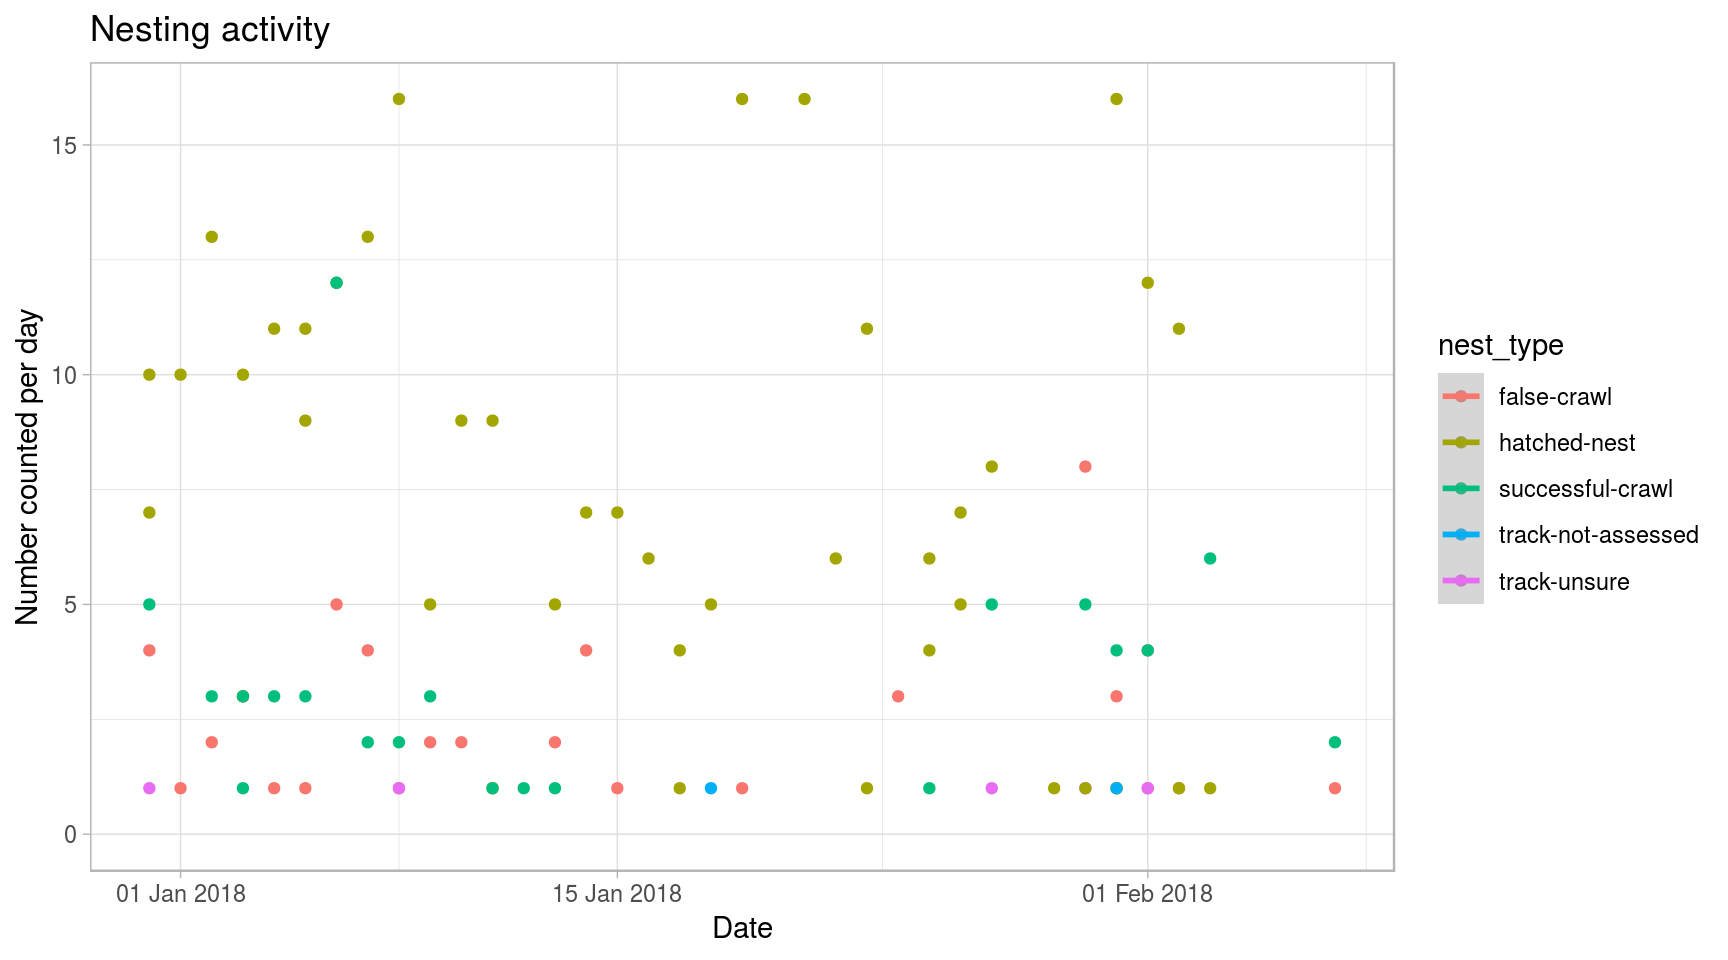 Nesting activity
15
10
5
0
Number counted per day
01 Jan 2018
15 Jan 2018
01 Feb 2018
Date
nest_type
false-crawl
hatched-nest
successful-crawl
track-not-assessed
track-unsure